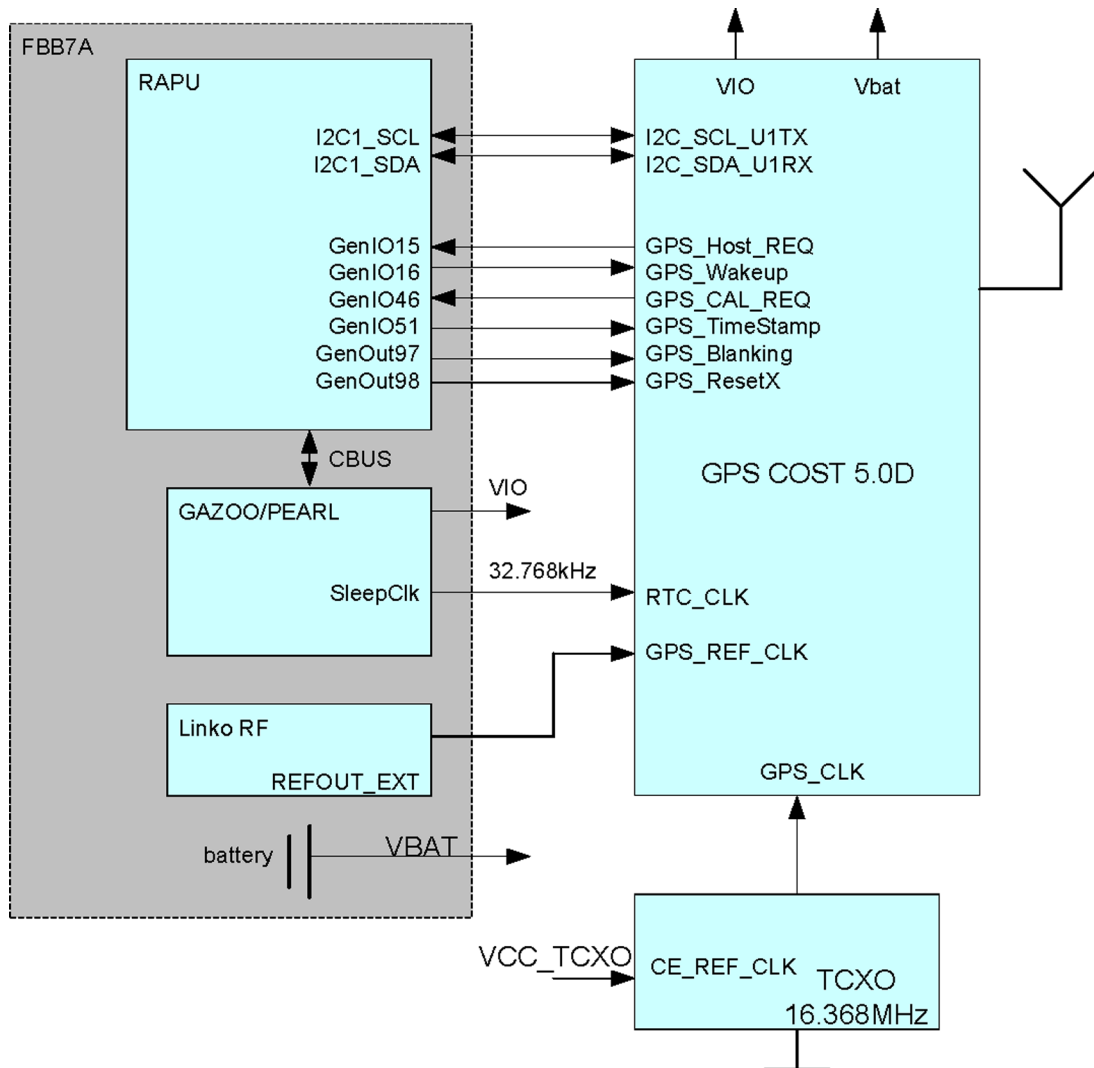 FBB7A
RAPU
I2C1_SCL
I2C1_SDA
GenIO15
GenIO16
GenIO46
GenIO51
GenOut97
GenOut98
CBUS
GAZOO/PEARL
SleepClk
VIO
32.768kHz
Linko RF
REFOUT_EXT
battery
VBAT
VIO
Vbat
I2C_SCL_U1TX
I2C_SDA_U1RX
GPS_Host_REQ
GPS_Wakeup
GPS_CAL_REQ
GPS_TimeStamp
GPS_Blanking
GPS_ResetX
GPS COST 5.0D
RTC_CLK
GPS_REF_CLK
GPS_CLK
VCC_TCXO
CE_REF_CLK
TCXO
16.368MHz